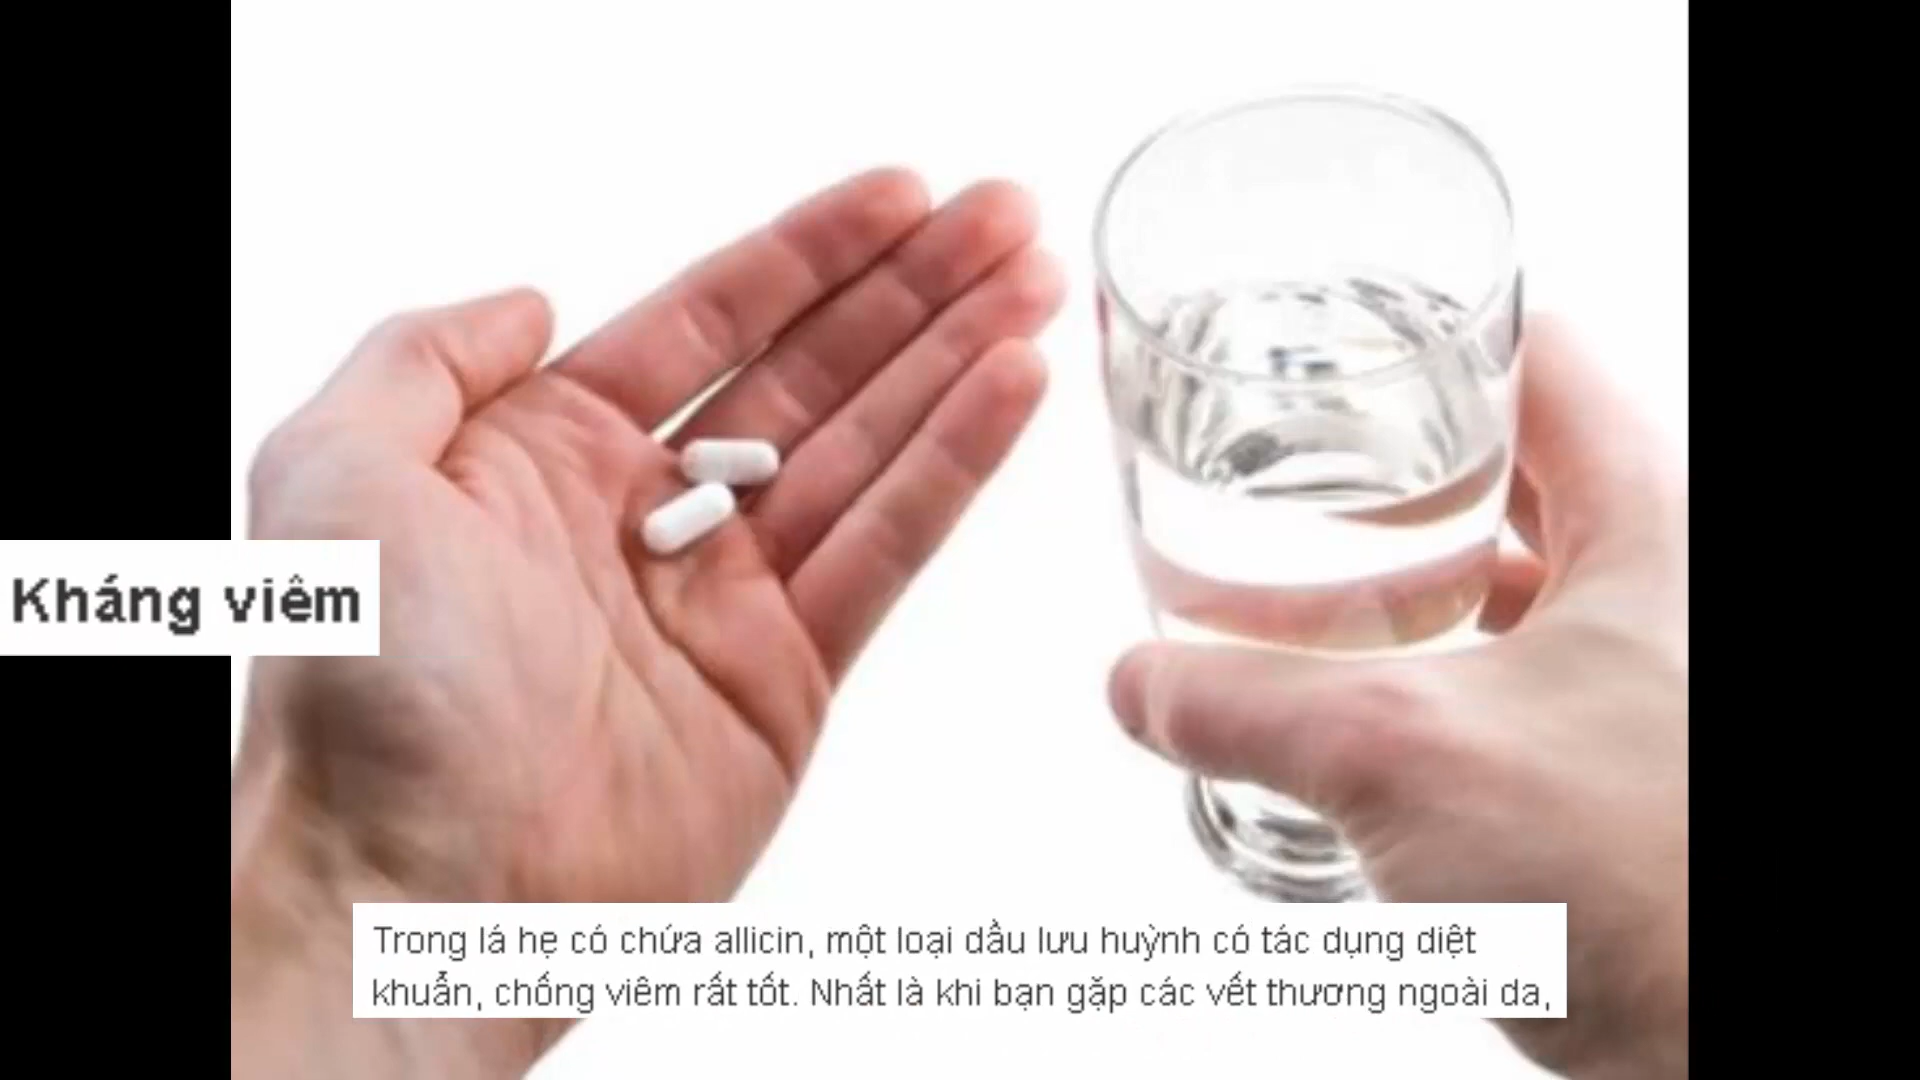 Kháng viêm
Trong lá hẹ có chứa allicin, một loại dầu lưu huỳnh có tác dụng diệt
khuẩn, chống viêm rất tốt. Nhất là khi bạn gặp các vết thương ngoài da,